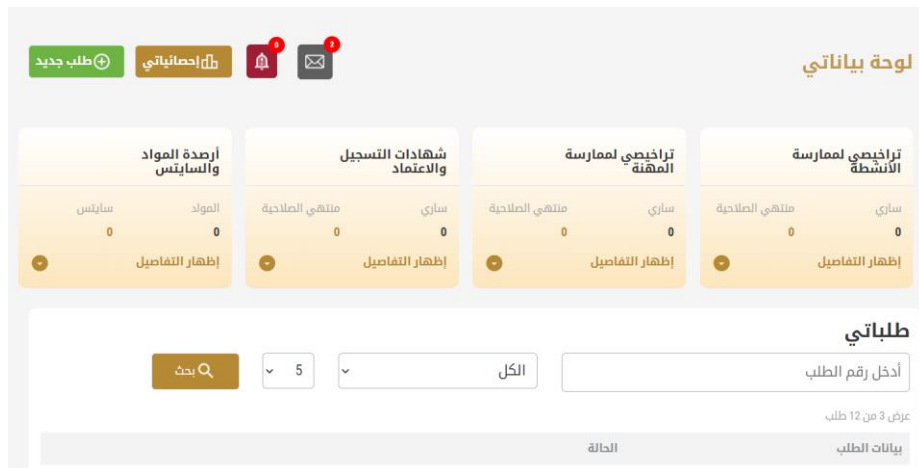 لوحة بياناتي
2
0
إحصائياتي
طلب جديد
تراخيصي لممارسة
الأنشطة
ساري
منتهي الصلاحية
0
0
إظهار التفاصيل
تراخيصي لممارسة
المهنة
ساري
منتهي الصلاحية
0
0
إظهار التفاصيل
شهادات التسجيل
والاعتماد
ساري
منتهي الصلاحية
0
0
إظهار التفاصيل
أرصدة المواد
والسايتس
المواد
سايتس
0
0
إظهار التفاصيل
طلباتي
أدخل رقم الطلب
الكل
5
بحث
عرض 3 من 12 طلب
بيانات الطلب
الحالة